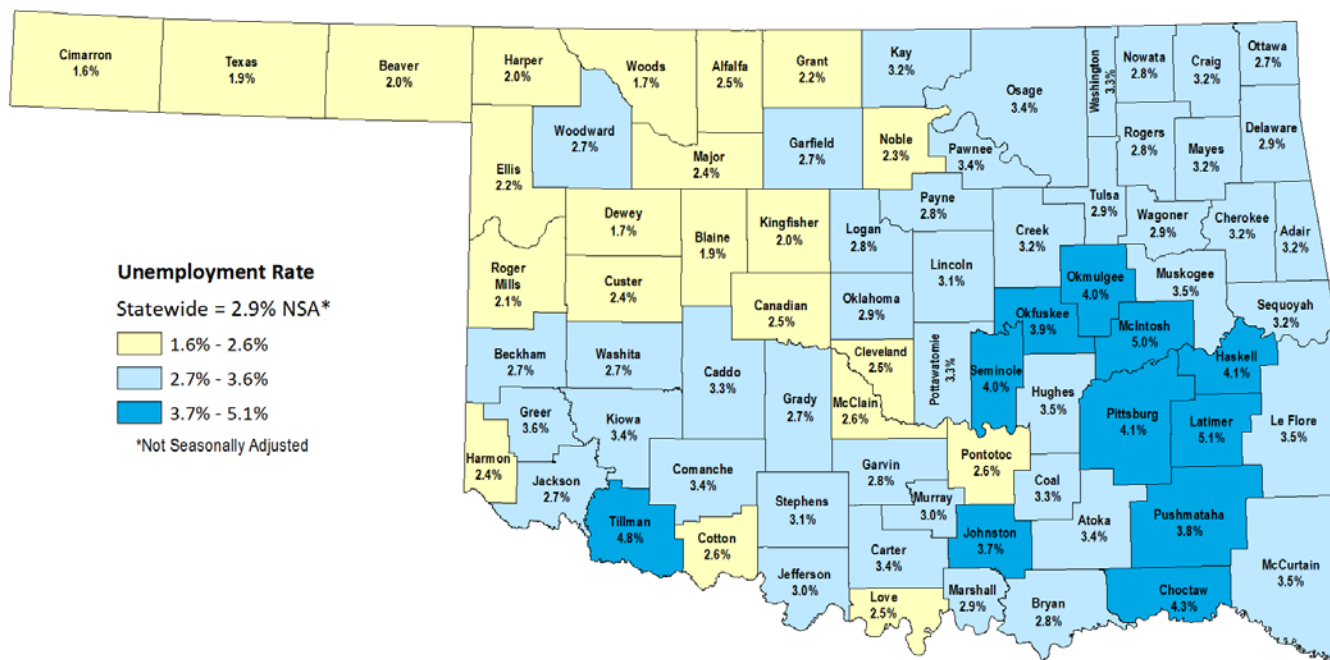 Cimarron
1.6%
Texas
1.9%
Beaver
2.0%
Harper
2.0%
Woods
1.7%
Alfalfa
2.5%
Grant
2.2%
Kay
3.2%
Osage
3.4%
Washington
3.3%
Nowata
2.8%
Craig
3.2%
Ottawa
2.7%
Woodward
2.7%
Ellis
2.2%
Major
2.4%
Garfield
2.7%
Noble
2.3%
Pawnee
3.4%
Rogers
2.8%
Mayes
3.2%
Delaware
2.9%
Dewey
1.7%
Blaine
1.9%
Kingfisher
2.0%
Logan
2.8%
Payne
2.8%
Creek
3.2%
Tulsa
2.9%
Wagoner
2.9%
Cherokee
3.2%
Adair
3.2%
Roger
Mills
2.1%
Custer
2.4%
Canadian
2.5%
Oklahoma
2.9%
Lincoln
3.1%
Okmulgee
4.0%
Muskogee
3.5%
Sequoyah
3.2%
Okfuskee
3.9%
McIntosh
5.0%
Haskell
4.1%
Beckham
2.7%
Washita
2.7%
Caddo
3.3%
Grady
2.7%
Cleveland
2.5%
McClain
2.6%
Pottawatomie
3.3%
Seminole
4.0%
Hughes
3.5%
Pittsburg
4.1%
Latimer
5.1%
Le Flore
3.5%
Greer
3.6%
Kiowa
3.4%
Harmon
2.4%
Jackson
2.7%
Comanche
3.4%
Tillman
4.8%
Cotton
2.6%
Stephens
3.1%
Jefferson
3.0%
Garvin
2.8%
Murray
3.0%
Carter
3.4%
Love
2.5%
Pontotoc
2.6%
Johnston
3.7%
Marshall
2.9%
Coal
3.3%
Atoka
3.4%
Bryan
2.8%
Pushmataha
3.8%
Choctaw
4.3%
McCurtain
3.5%
Unemployment Rate
Statewide = 2.9% NSA*
1.6% - 2.6%
2.7% - 3.6%
3.7% - 5.1%
*Not Seasonally Adjusted